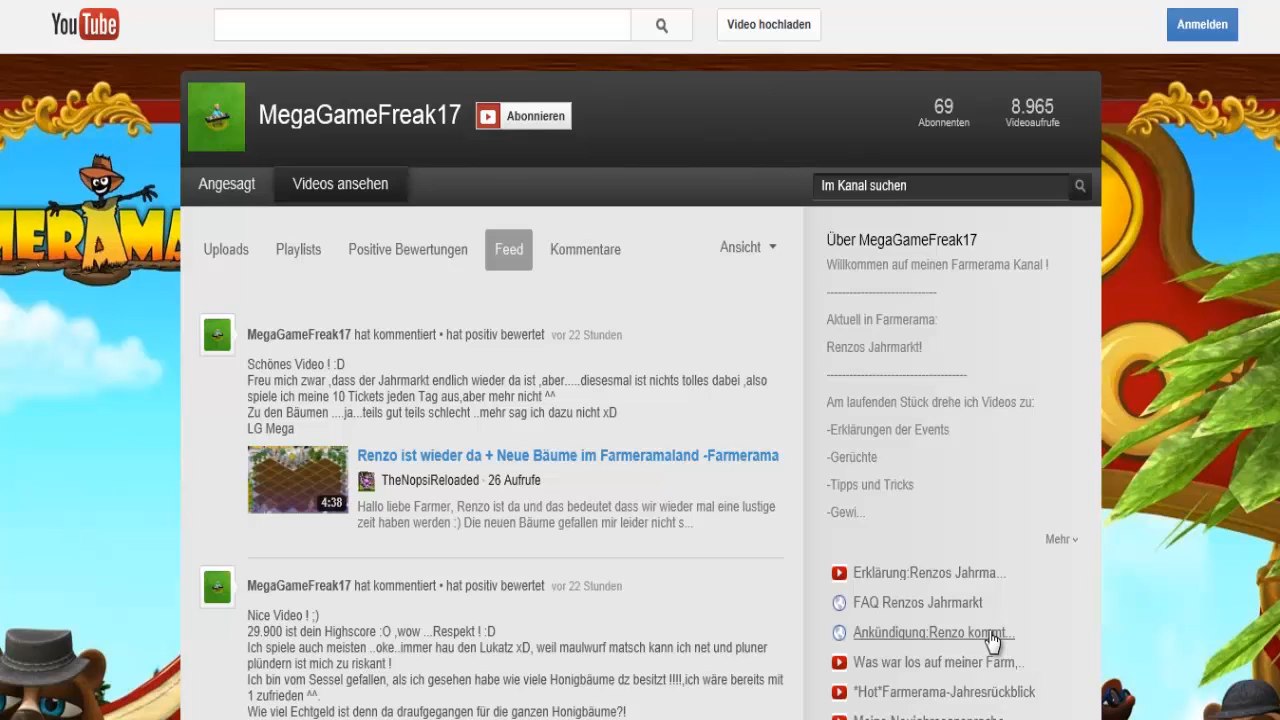 YouTube
Video hochladen
Anmelden
MegaGameFreak17
Abonnieren
69
Abonnenten
8.965
Videoaufrufe
Angesagt
Videos ansehen
Im Kanal suchen
Uploads
Playlists
Positive Bewertungen
Feed
Kommentare
Ansicht
MegaGameFreak17 hat kommentiert • hat positiv bewertet vor 22 Stunden
Schönes Video ! :D
Freu mich zwar ,dass der Jahrmarkt endlich wieder da ist ,aber.....diesesmal ist nichts tolles dabei ,also
spiele ich meine 10 Tickets jeden Tag aus,aber mehr nicht ^^
Zu den Bäumen ....ja...teils gut teils schlecht ..mehr sag ich dazu nicht xD
LG Mega
4:38
Renzo ist wieder da + Neue Bäume im Farmeramaland -Farmerama
TheNopsiReloaded · 26 Aufrufe
Hallo liebe Farmer, Renzo ist da und das bedeutet dass wir wieder mal eine lustige
zeit haben werden :) Die neuen Bäume gefallen mir leider nicht s...
MegaGameFreak17 hat kommentiert • hat positiv bewertet vor 22 Stunden
Nice Video ! ;)
29.900 ist dein Highscore :O ,wow ...Respekt ! :D
Ich spiele auch meisten ..oke..immer hau den Lukatz xD, weil maulwurf matsch kann ich net und pluner
plündern ist mich zu riskant !
Ich bin vom Sessel gefallen, als ich gesehen habe wie viele Honigbäume dz besitzt !!!!,ich wäre bereits mit
1 zufrieden ^^
Wie viel Echtgeld ist denn da draufgegangen für die ganzen Honigbäume?!
Über MegaGameFreak17
Willkommen auf meinen Farmerama Kanal !
-----------------------------
Aktuell in Farmerama:
Renzos Jahrmarkt!
-------------------------------------
Am laufenden Stück drehe ich Videos zu:
-Erklärungen der Events
-Gerüchte
-Tipps und Tricks
-Gewi...
Mehr
Erklärung:Renzos Jahrma...
FAQ Renzos Jahrmarkt
Ankündigung:Renzo kommt...
Was war los auf meiner Farm,..
*Hot*Farmerama-Jahresrückblick
Meine Neujahrsansprache